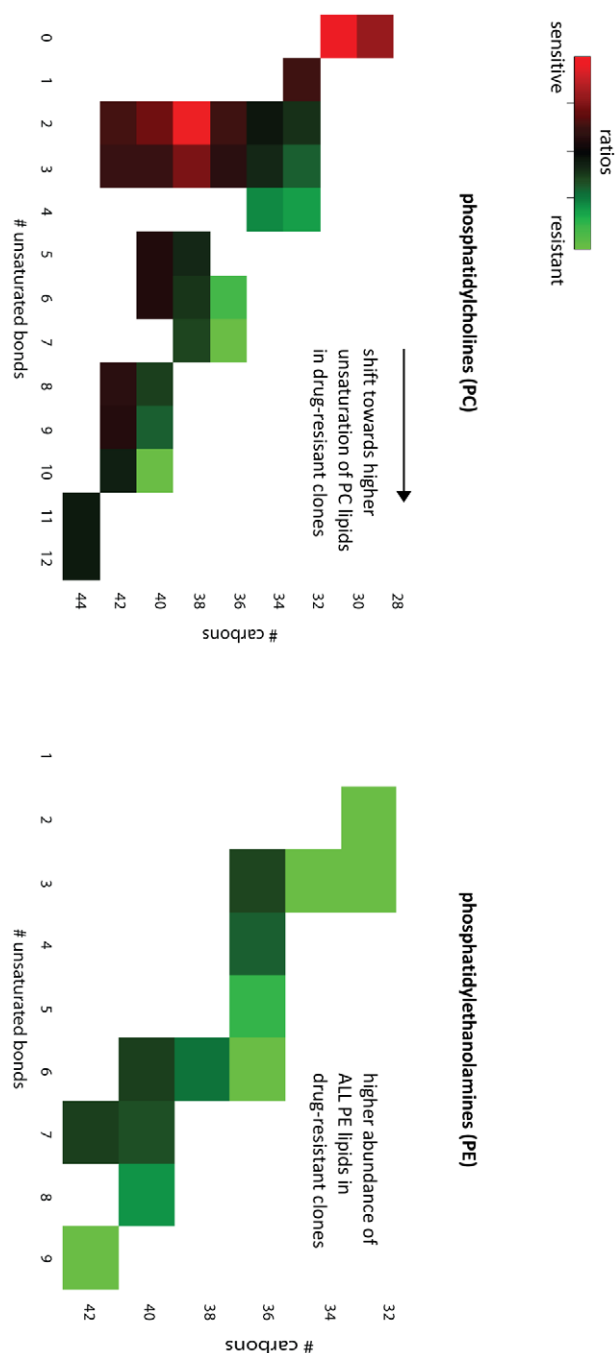 ratios
sensitive resistant
phosphatidylcholines (PC)
shift towards higher
unsaturation of PC lipids
in drug-resisant clones
28
30
32
34
36
38
40
42
44
# carbons
0 1 2 3 4 5 6 7 8 9 10 11 12
# unsaturated bonds
phosphatidylethanolamines (PE)
higher abundance of
ALL PE lipids in
drug-resistant clones
32
34
36
38
40
42
# carbons
1 2 3 4 5 6 7 8 9
# unsaturated bonds